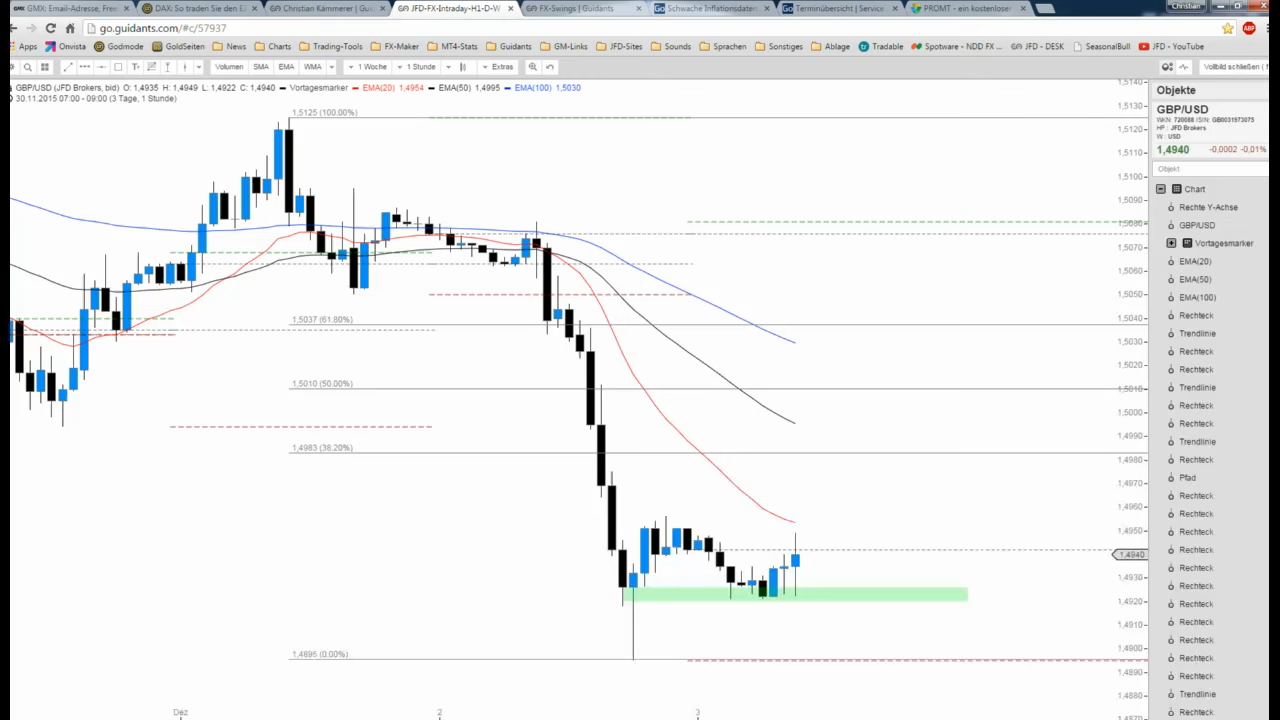 GMX: Email-Adresse, Free
DAX: So traden Sie den E
Christian Kämmerer | Gui
JFD-FX-Intraday-H1-D-W
FX-Swings | Guidants
Schwache Inflationsdaten
Terminübersicht | Service
PROMT - ein kostenloser
Christian
go.guidants.com/#c/57937
Apps
Onvista
Godmode
GoldSeiten
News
Charts
Trading-Tools
FX-Maker
MT4-Stats
Guidants
GM-Links
JFD-Sites
Sounds
Sprachen
Sonstiges
Ablage
Tradable
Spotware - NDD FX ...
JFD - DESK
SeasonalBull
JFD - YouTube
Volumen
SMA
EMA
WMA
1 Woche
1 Stunde
Extras
Vollbild schließen ( f
GBP/USD (JFD Brokers, bid) O: 1,4935 H: 1,4949 L: 1,4922 C: 1,4940 Vortagesmarker EMA(20) 1,4954 EMA(50) 1,4995 EMA(100) 1,5030
30.11.2015 07:00 - 09:00 (3 Tage, 1 Stunde)
1,5125 (100.00%)
1,5037 (61.80%)
1,5010 (50.00%)
1,4983 (38.20%)
1,4895 (0.00%)
1,5140
1,5130
1,5120
1,5110
1,5100
1,5090
1,5080
1,5070
1,5060
1,5050
1,5040
1,5030
1,5010
1,5000
1,4990
1,4980
1,4970
1,4960
1,4950
1,4940
1,4930
1,4920
1,4910
1,4900
1,4890
1,4880
1,4870
Dez
2
3
Objekte
GBP/USD
WKN: 720088 ISIN: GB0031973075
HP: JFD Brokers
W.: USD
1,4940 -0,0002 -0,01%
Objekt
Chart
Rechte Y-Achse
GBP/USD
Vortagesmarker
EMA(20)
EMA(50)
EMA(100)
Rechteck
Trendlinie
Rechteck
Rechteck
Trendlinie
Rechteck
Rechteck
Trendlinie
Rechteck
Pfad
Rechteck
Rechteck
Rechteck
Rechteck
Rechteck
Rechteck
Rechteck
Rechteck
Rechteck
Rechteck
Rechteck
Trendlinie
Rechteck